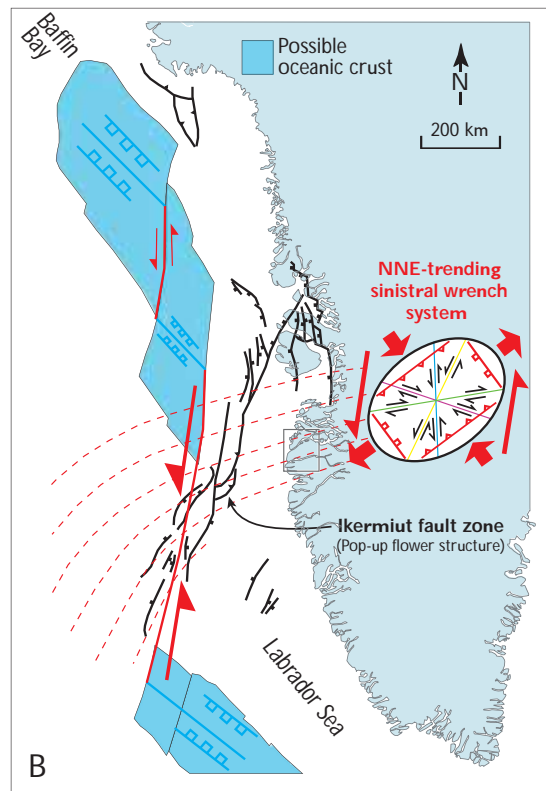 Baffin
Bay
Possible
oceanic crust
N
200 km
NNE-trending
sinistral wrench
system
Ikermiut fault zone
(Pop-up flower structure)
Labrador Sea
B